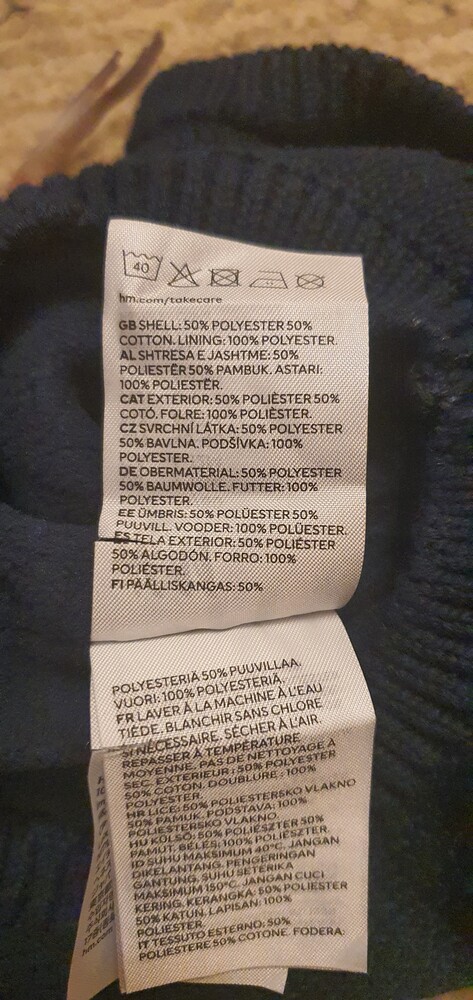 40
hm.com/takecare
GB SHELL: 50% POLYESTER 50%
COTTON. LINING: 100% POLYESTER.
AL SHTRESA E JASHTME: 50%
POLIESTËR 50% PAMBUK. ASTARI:
100% POLIESTËR.
CAT EXTERIOR: 50% POLIÈSTER 50%
COTÓ. FOLRE: 100% POLIÈSTER.
CZ SVRCHNÍ LÁTKA: 50% POLYESTER
50% BAVLNA. PODŠÍVKA: 100%
POLYESTER.
DE OBERMATERIAL: 50% POLYESTER
50% BAUMWOLLE. FUTTER: 100%
POLYESTER.
EE ÜMBRIS: 50% POLÜESTER 50%
PUUVILL. VOODER: 100% POLÜESTER.
ES TELA EXTERIOR: 50% POLIÉSTER
50% ALGODÓN. FORRO: 100%
POLIÉSTER.
FI PÄÄLLISKANGAS: 50%
POLYESTERIÄ 50% PUUVILLAA.
VUORI: 100% POLYESTERIÄ.
FR LAVER À LA MACHINE À L'EAU
TIÈDE. BLANCHIR SANS CHLORE
SI NÉCESSAIRE. SÉCHER À L'AIR.
REPASSER À TEMPÉRATURE
MOYENNE. PAS DE NETTOYAGE À
SEC. EXTERIEUR : 50% POLYESTER
50% COTON. DOUBLURE : 100%
POLYESTER.
HR LICE: 50% POLIESTERSKO VLAKNO
50% PAMUK. PODSTAVA: 100%
POLIESTERSKO VLAKNO.
HU KÜLSŐ: 50% POLIÉSZTER 50%
PAMUT. BÉLÉS: 100% POLIÉSZTER.
ID SUHU MAKSIMUM 40°C. JANGAN
DIKELANTANG. PENGERINGAN
GANTUNG. SUHU SETERIKA
MAKSIMUM 150°C. JANGAN CUCI
KERING. KERANGKA: 50% POLIESTER
50% KATUN. LAPISAN: 100%
POLIESTER.
IT TESSUTO ESTERNO: 50%
POLIESTERE 50% COTONE. FODERA: